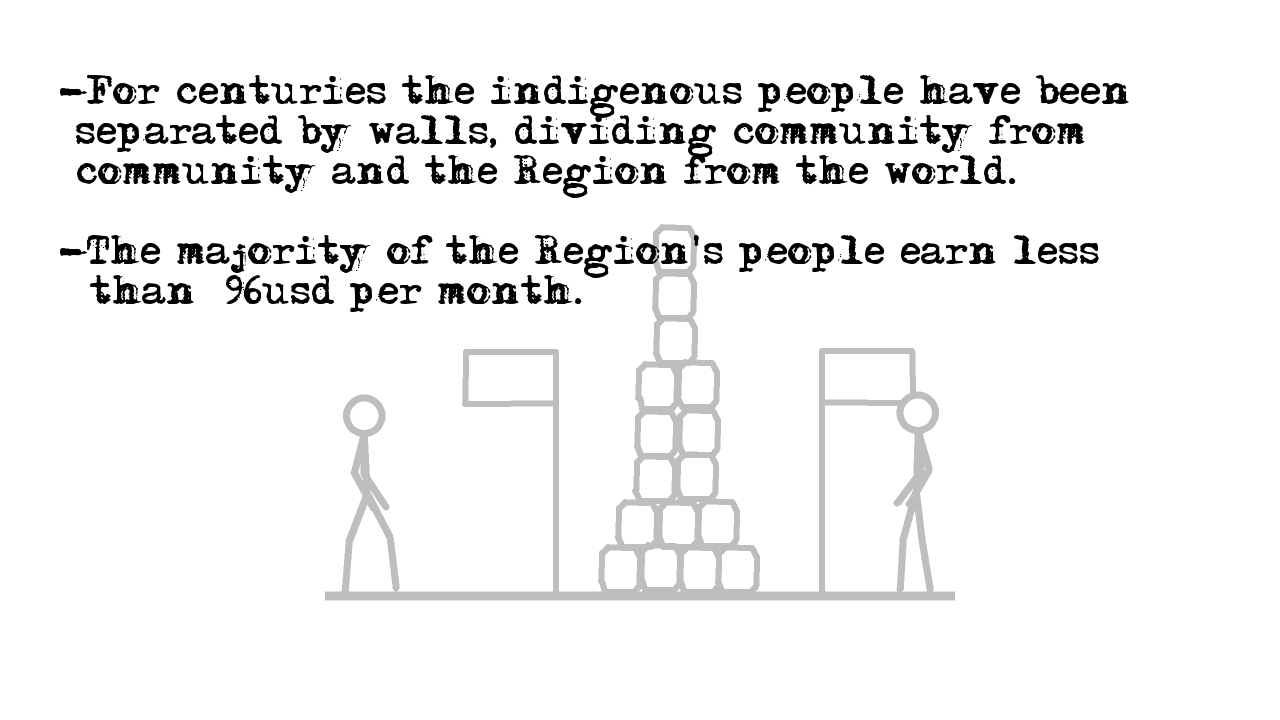 -For centuries the indigenous people have been
separated by walls, dividing community from
community and the Region from the world.
-The majority of the Region's people earn less
than 96usd per month.